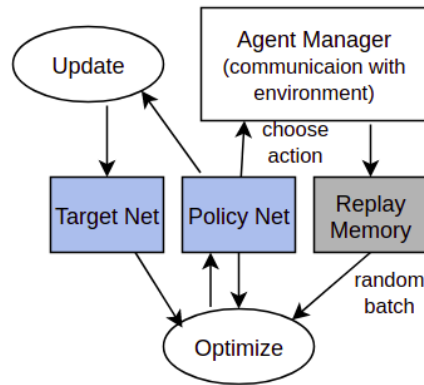 Update
Agent Manager
(communicaion with
environment)
choose
action
Target Net
Policy Net
Replay
Memory
random
batch
Optimize